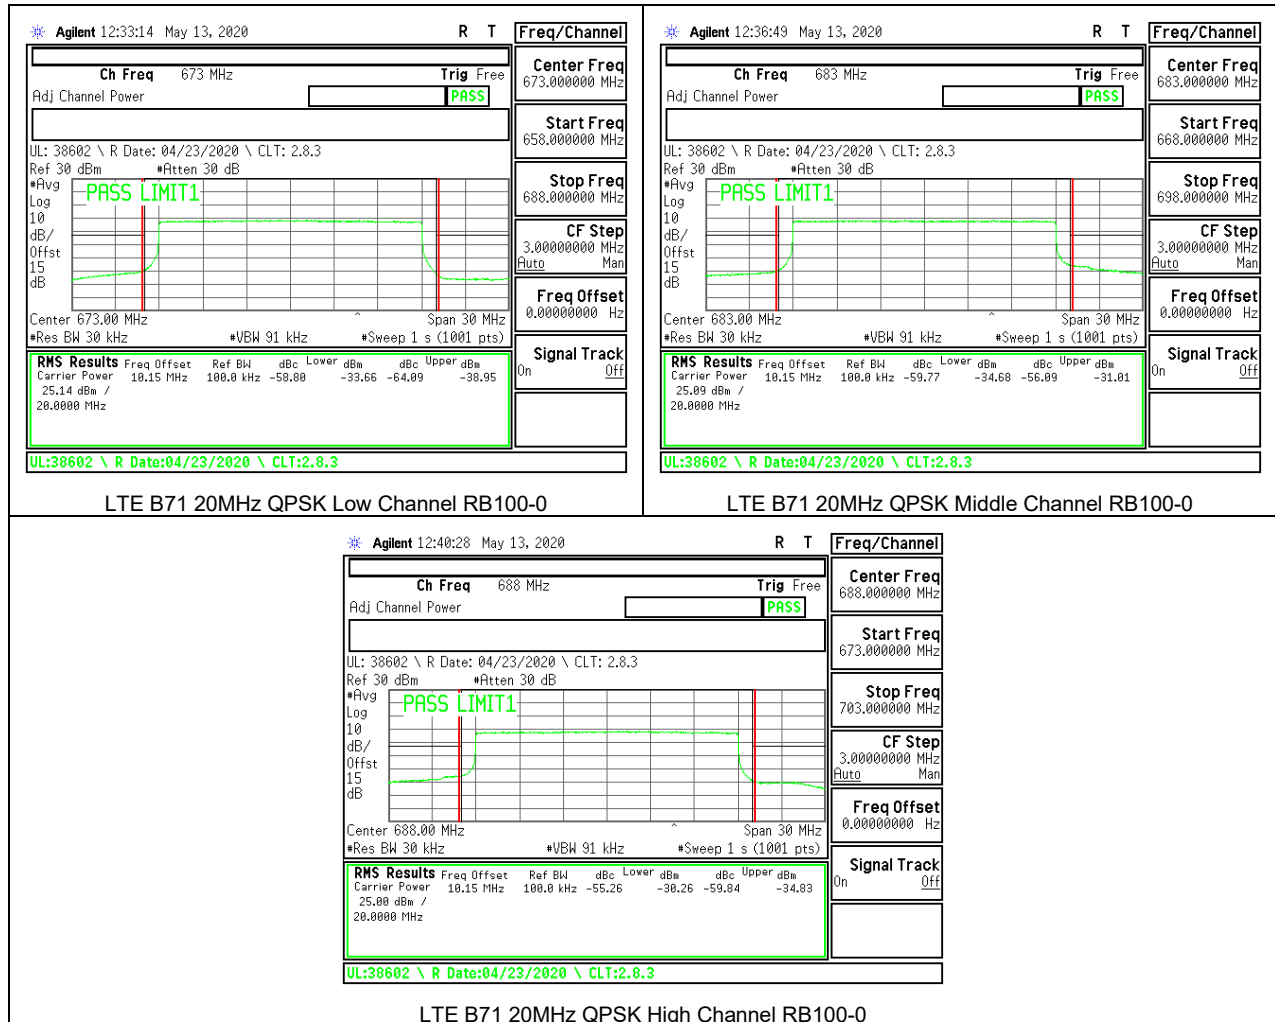 Agilent 12:33:14 May 13, 2020 R T
Freq/Channel
Ch Freq 673 MHz Trig Free
Adj Channel Power PASS
UL: 38602 \ R Date: 04/23/2020 \ CLT: 2.8.3
Ref 30 dBm #Atten 30 dB
#Avg
Log
10
dB/
Offst
15
dB
PASS LIMIT1
Center 673.00 MHz ^ Span 30 MHz
#Res BW 30 kHz #VBW 91 kHz #Sweep 1 s (1001 pts)
RMS Results Freq Offset Ref BW dBc Lower dBm dBc Upper dBm
Carrier Power 10.15 MHz 100.0 kHz -58.80 -33.66 -64.09 -38.95
25.14 dBm /
20.0000 MHz
UL:38602 \ R Date:04/23/2020 \ CLT:2.8.3
Center Freq
673.000000 MHz
Start Freq
658.000000 MHz
Stop Freq
688.000000 MHz
CF Step
3.00000000 MHz
Auto Man
Freq Offset
0.00000000 Hz
Signal Track
On Off
LTE B71 20MHz QPSK Low Channel RB100-0
Agilent 12:36:49 May 13, 2020 R T
Freq/Channel
Ch Freq 683 MHz Trig Free
Adj Channel Power PASS
UL: 38602 \ R Date: 04/23/2020 \ CLT: 2.8.3
Ref 30 dBm #Atten 30 dB
#Avg
Log
10
dB/
Offst
15
dB
PASS LIMIT1
Center 683.00 MHz ^ Span 30 MHz
#Res BW 30 kHz #VBW 91 kHz #Sweep 1 s (1001 pts)
RMS Results Freq Offset Ref BW dBc Lower dBm dBc Upper dBm
Carrier Power 10.15 MHz 100.0 kHz -59.77 -34.68 -56.09 -31.01
25.09 dBm /
20.0000 MHz
UL:38602 \ R Date:04/23/2020 \ CLT:2.8.3
Center Freq
683.000000 MHz
Start Freq
668.000000 MHz
Stop Freq
698.000000 MHz
CF Step
3.00000000 MHz
Auto Man
Freq Offset
0.00000000 Hz
Signal Track
On Off
LTE B71 20MHz QPSK Middle Channel RB100-0
Agilent 12:40:28 May 13, 2020 R T
Freq/Channel
Ch Freq 688 MHz Trig Free
Adj Channel Power PASS
UL: 38602 \ R Date: 04/23/2020 \ CLT: 2.8.3
Ref 30 dBm #Atten 30 dB
#Avg
Log
10
dB/
Offst
15
dB
PASS LIMIT1
Center 688.00 MHz ^ Span 30 MHz
#Res BW 30 kHz #VBW 91 kHz #Sweep 1 s (1001 pts)
RMS Results Freq Offset Ref BW dBc Lower dBm dBc Upper dBm
Carrier Power 10.15 MHz 100.0 kHz -55.26 -30.26 -59.84 -34.83
25.00 dBm /
20.0000 MHz
UL:38602 \ R Date:04/23/2020 \ CLT:2.8.3
Center Freq
688.000000 MHz
Start Freq
673.000000 MHz
Stop Freq
703.000000 MHz
CF Step
3.00000000 MHz
Auto Man
Freq Offset
0.00000000 Hz
Signal Track
On Off
LTE B71 20MHz QPSK High Channel RB100-0